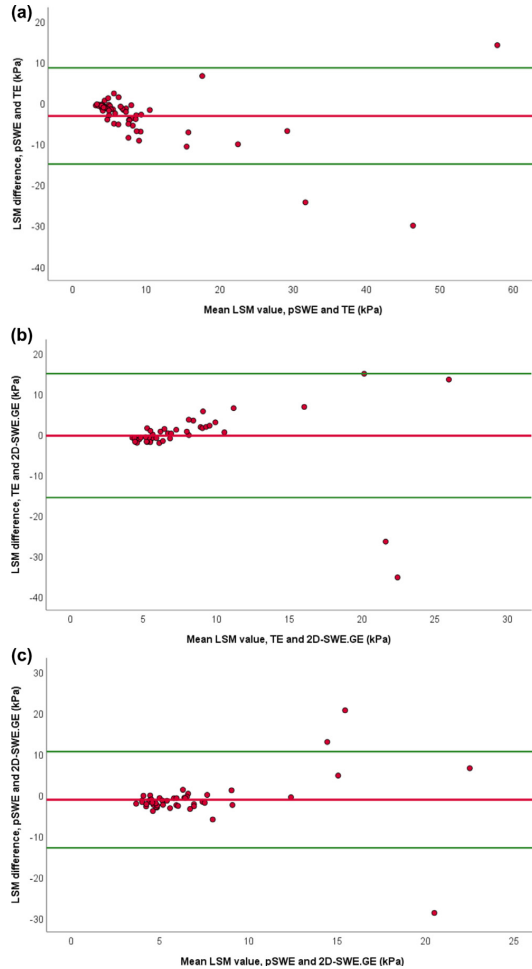 (a)
LSM difference, pSWE and TE (kPa)
20
10
0
-10
-20
-30
-40
0 10 20 30 40 50 60
Mean LSM value, pSWE and TE (kPa)
(b)
LSM difference, TE and 2D-SWE.GE (kPa)
20
10
0
-10
-20
-30
-40
0 5 10 15 20 25 30
Mean LSM value, TE and 2D-SWE.GE (kPa)
(c)
LSM difference, pSWE and 2D-SWE.GE (kPa)
30
20
10
0
-10
-20
-30
0 5 10 15 20 25
Mean LSM value, pSWE and 2D-SWE.GE (kPa)